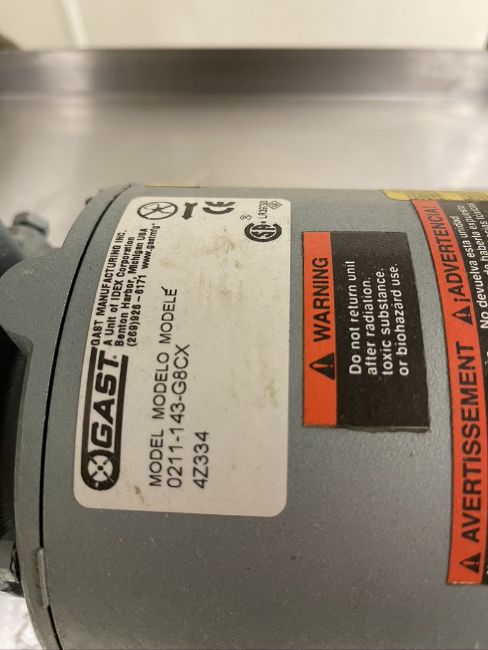 GAST
GAST MANUFACTURING INC.
A Unit of IDEX Corporation
Benton Harbor, Michigan USA
(269)926-6171 www.gastmfg
CE
LR39782
MODEL MODELO MODELÉ
0211-143-G8CX
4Z334
WARNING
Do not return unit
after radiation.
toxic substance.
or biohazard use.
AVERTISSEMENT
¡ADVERTENCIA!
No devuelva esta unidad